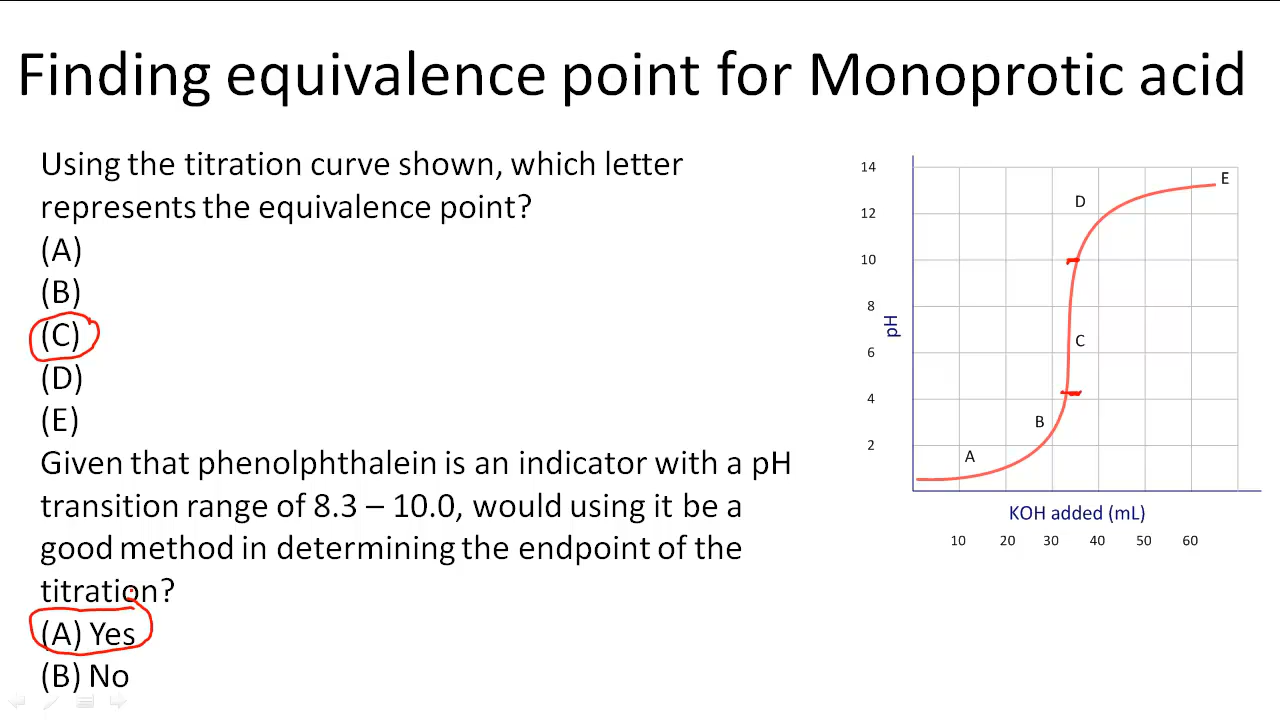 Finding equivalence point for Monoprotic acid
Using the titration curve shown, which letter
represents the equivalence point?
(A)
(B)
(C)
(D)
(E)
Given that phenolphthalein is an indicator with a pH
transition range of 8.3 – 10.0, would using it be a
good method in determining the endpoint of the
titration?
(A) Yes
(B) No
14
12
10
8
6
4
2
pH
A
B
C
D
E
KOH added (mL)
10 20 30 40 50 60